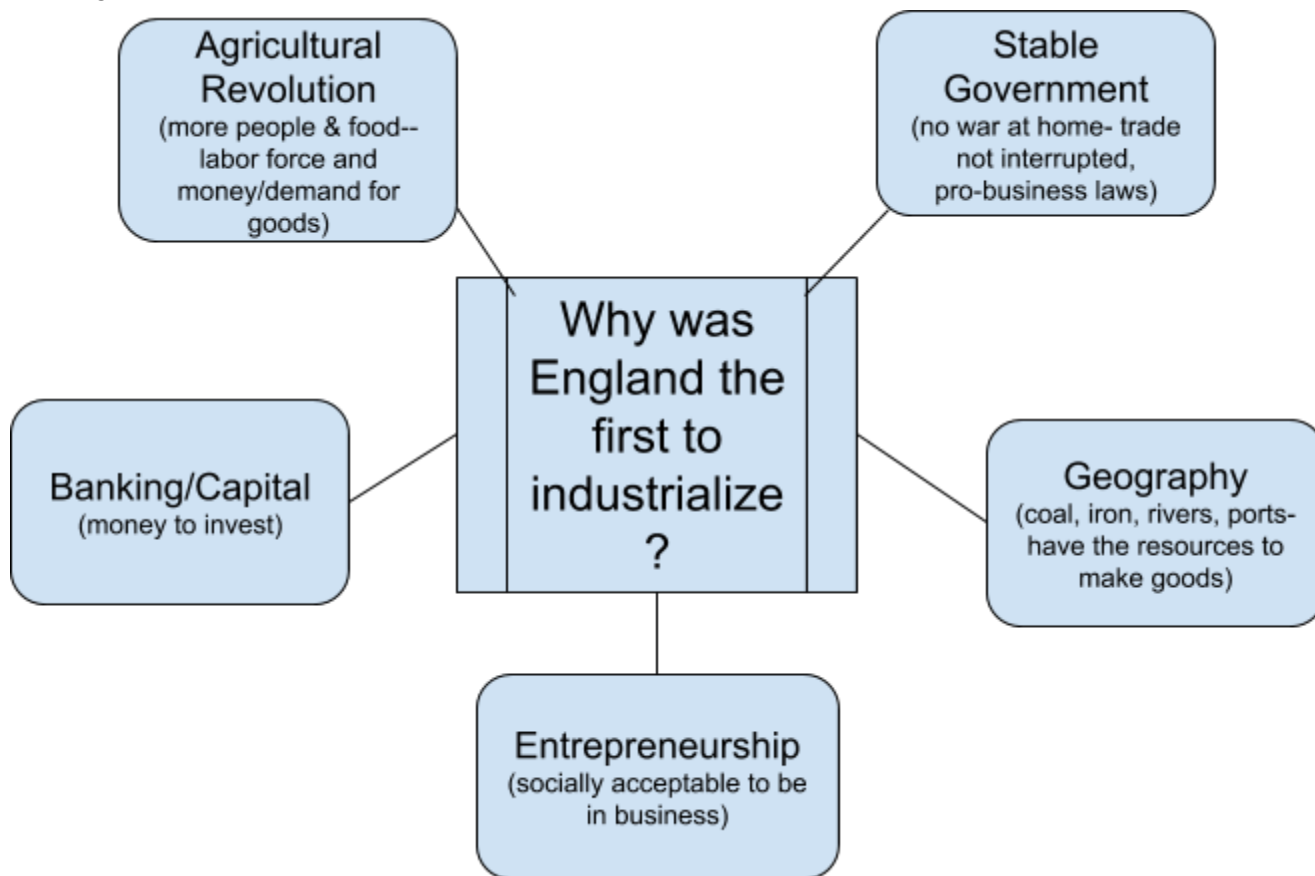 Agricultural
Revolution
(more people & food--
labor force and
money/demand for
goods)
Stable
Government
(no war at home- trade
not interrupted,
pro-business laws)
Why was
England the
first to
industrialize
?
Banking/Capital
(money to invest)
Geography
(coal, iron, rivers, ports-
have the resources to
make goods)
Entrepreneurship
(socially acceptable to be
in business)